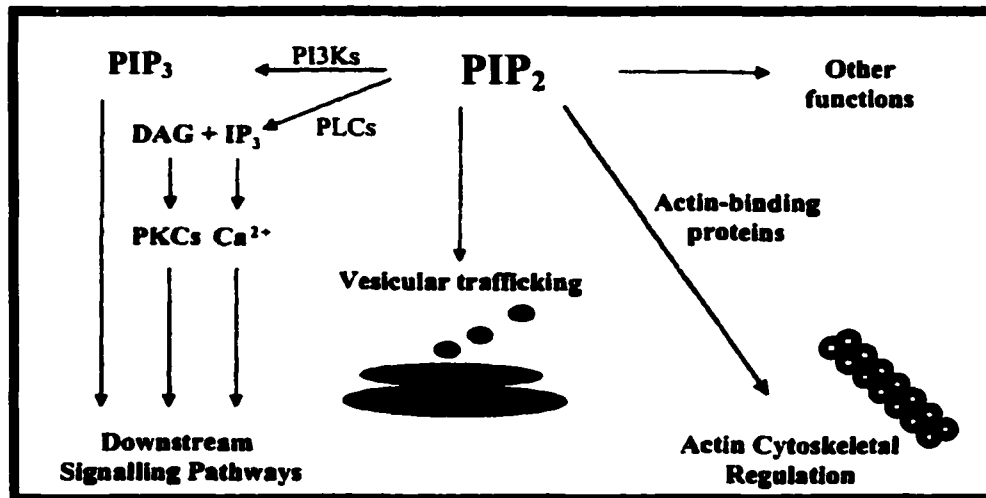 PIP₃
PI3Ks
PIP₂
Other
functions
DAG + IP₃
PLCs
Actin-binding
proteins
PKCs Ca²⁺
Vesicular trafficking
Downstream
Signalling Pathways
Actin Cytoskeletal
Regulation